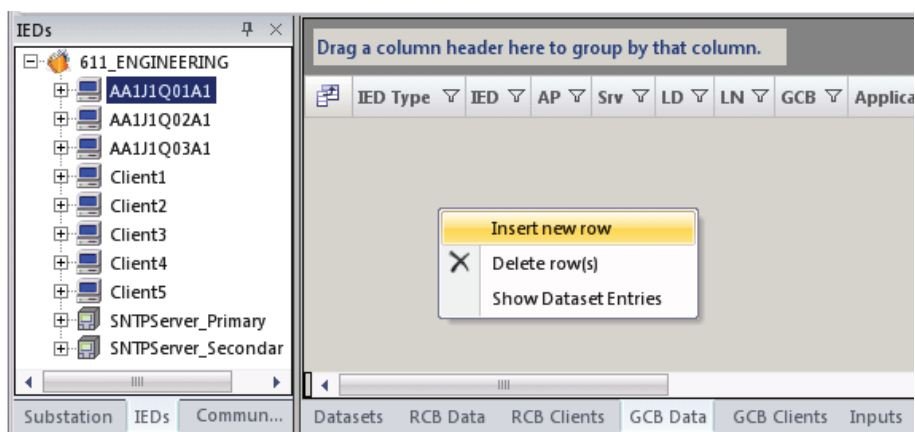 IEDs
611_ENGINEERING
AA1J1Q01A1
AA1J1Q02A1
AA1J1Q03A1
Client1
Client2
Client3
Client4
Client5
SNTPServer_Primary
SNTPServer_Secondar
Substation IEDs Commun...
Drag a column header here to group by that column.
IED Type IED AP Srv LD LN GCB Applica
Insert new row
Delete row(s)
Show Dataset Entries
Datasets RCB Data RCB Clients GCB Data GCB Clients Inputs